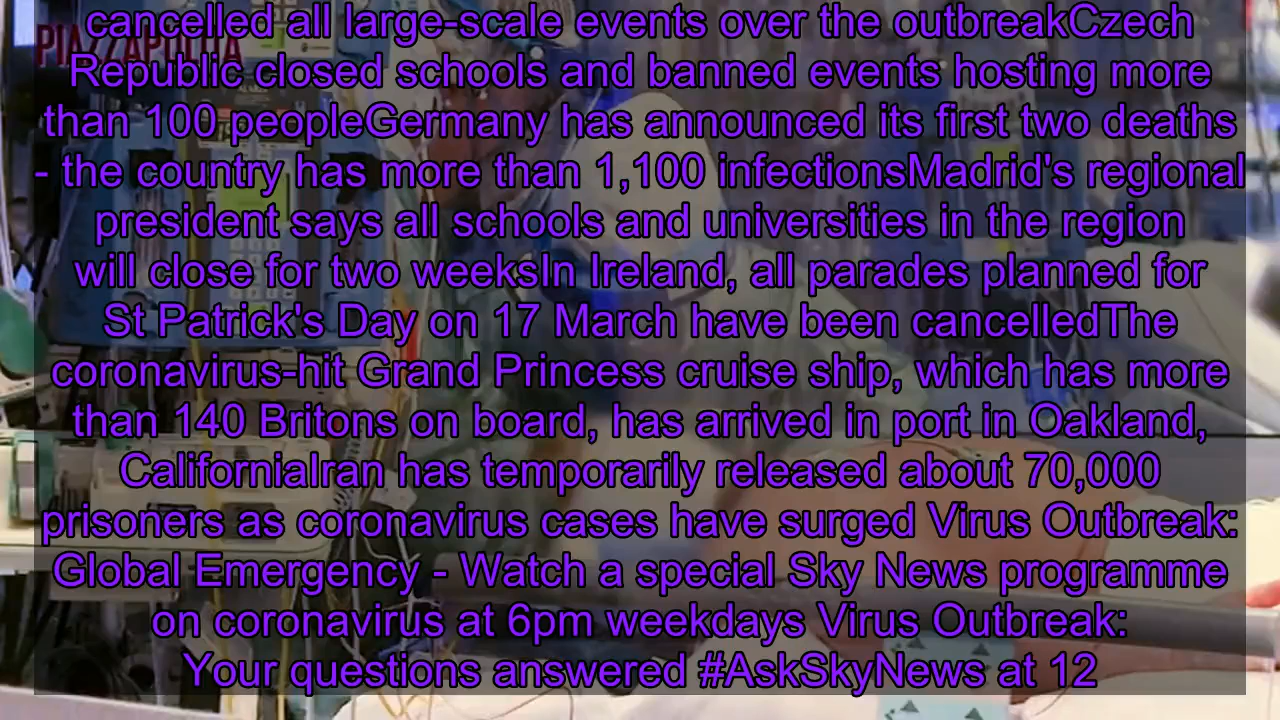 cancelled all large-scale events over the outbreakCzech
Republic closed schools and banned events hosting more
than 100 peopleGermany has announced its first two deaths
- the country has more than 1,100 infectionsMadrid's regional
president says all schools and universities in the region
will close for two weeksIn Ireland, all parades planned for
St Patrick's Day on 17 March have been cancelledThe
coronavirus-hit Grand Princess cruise ship, which has more
than 140 Britons on board, has arrived in port in Oakland,
CaliforniaIran has temporarily released about 70,000
prisoners as coronavirus cases have surged Virus Outbreak:
Global Emergency - Watch a special Sky News programme
on coronavirus at 6pm weekdays Virus Outbreak:
Your questions answered #AskSkyNews at 12